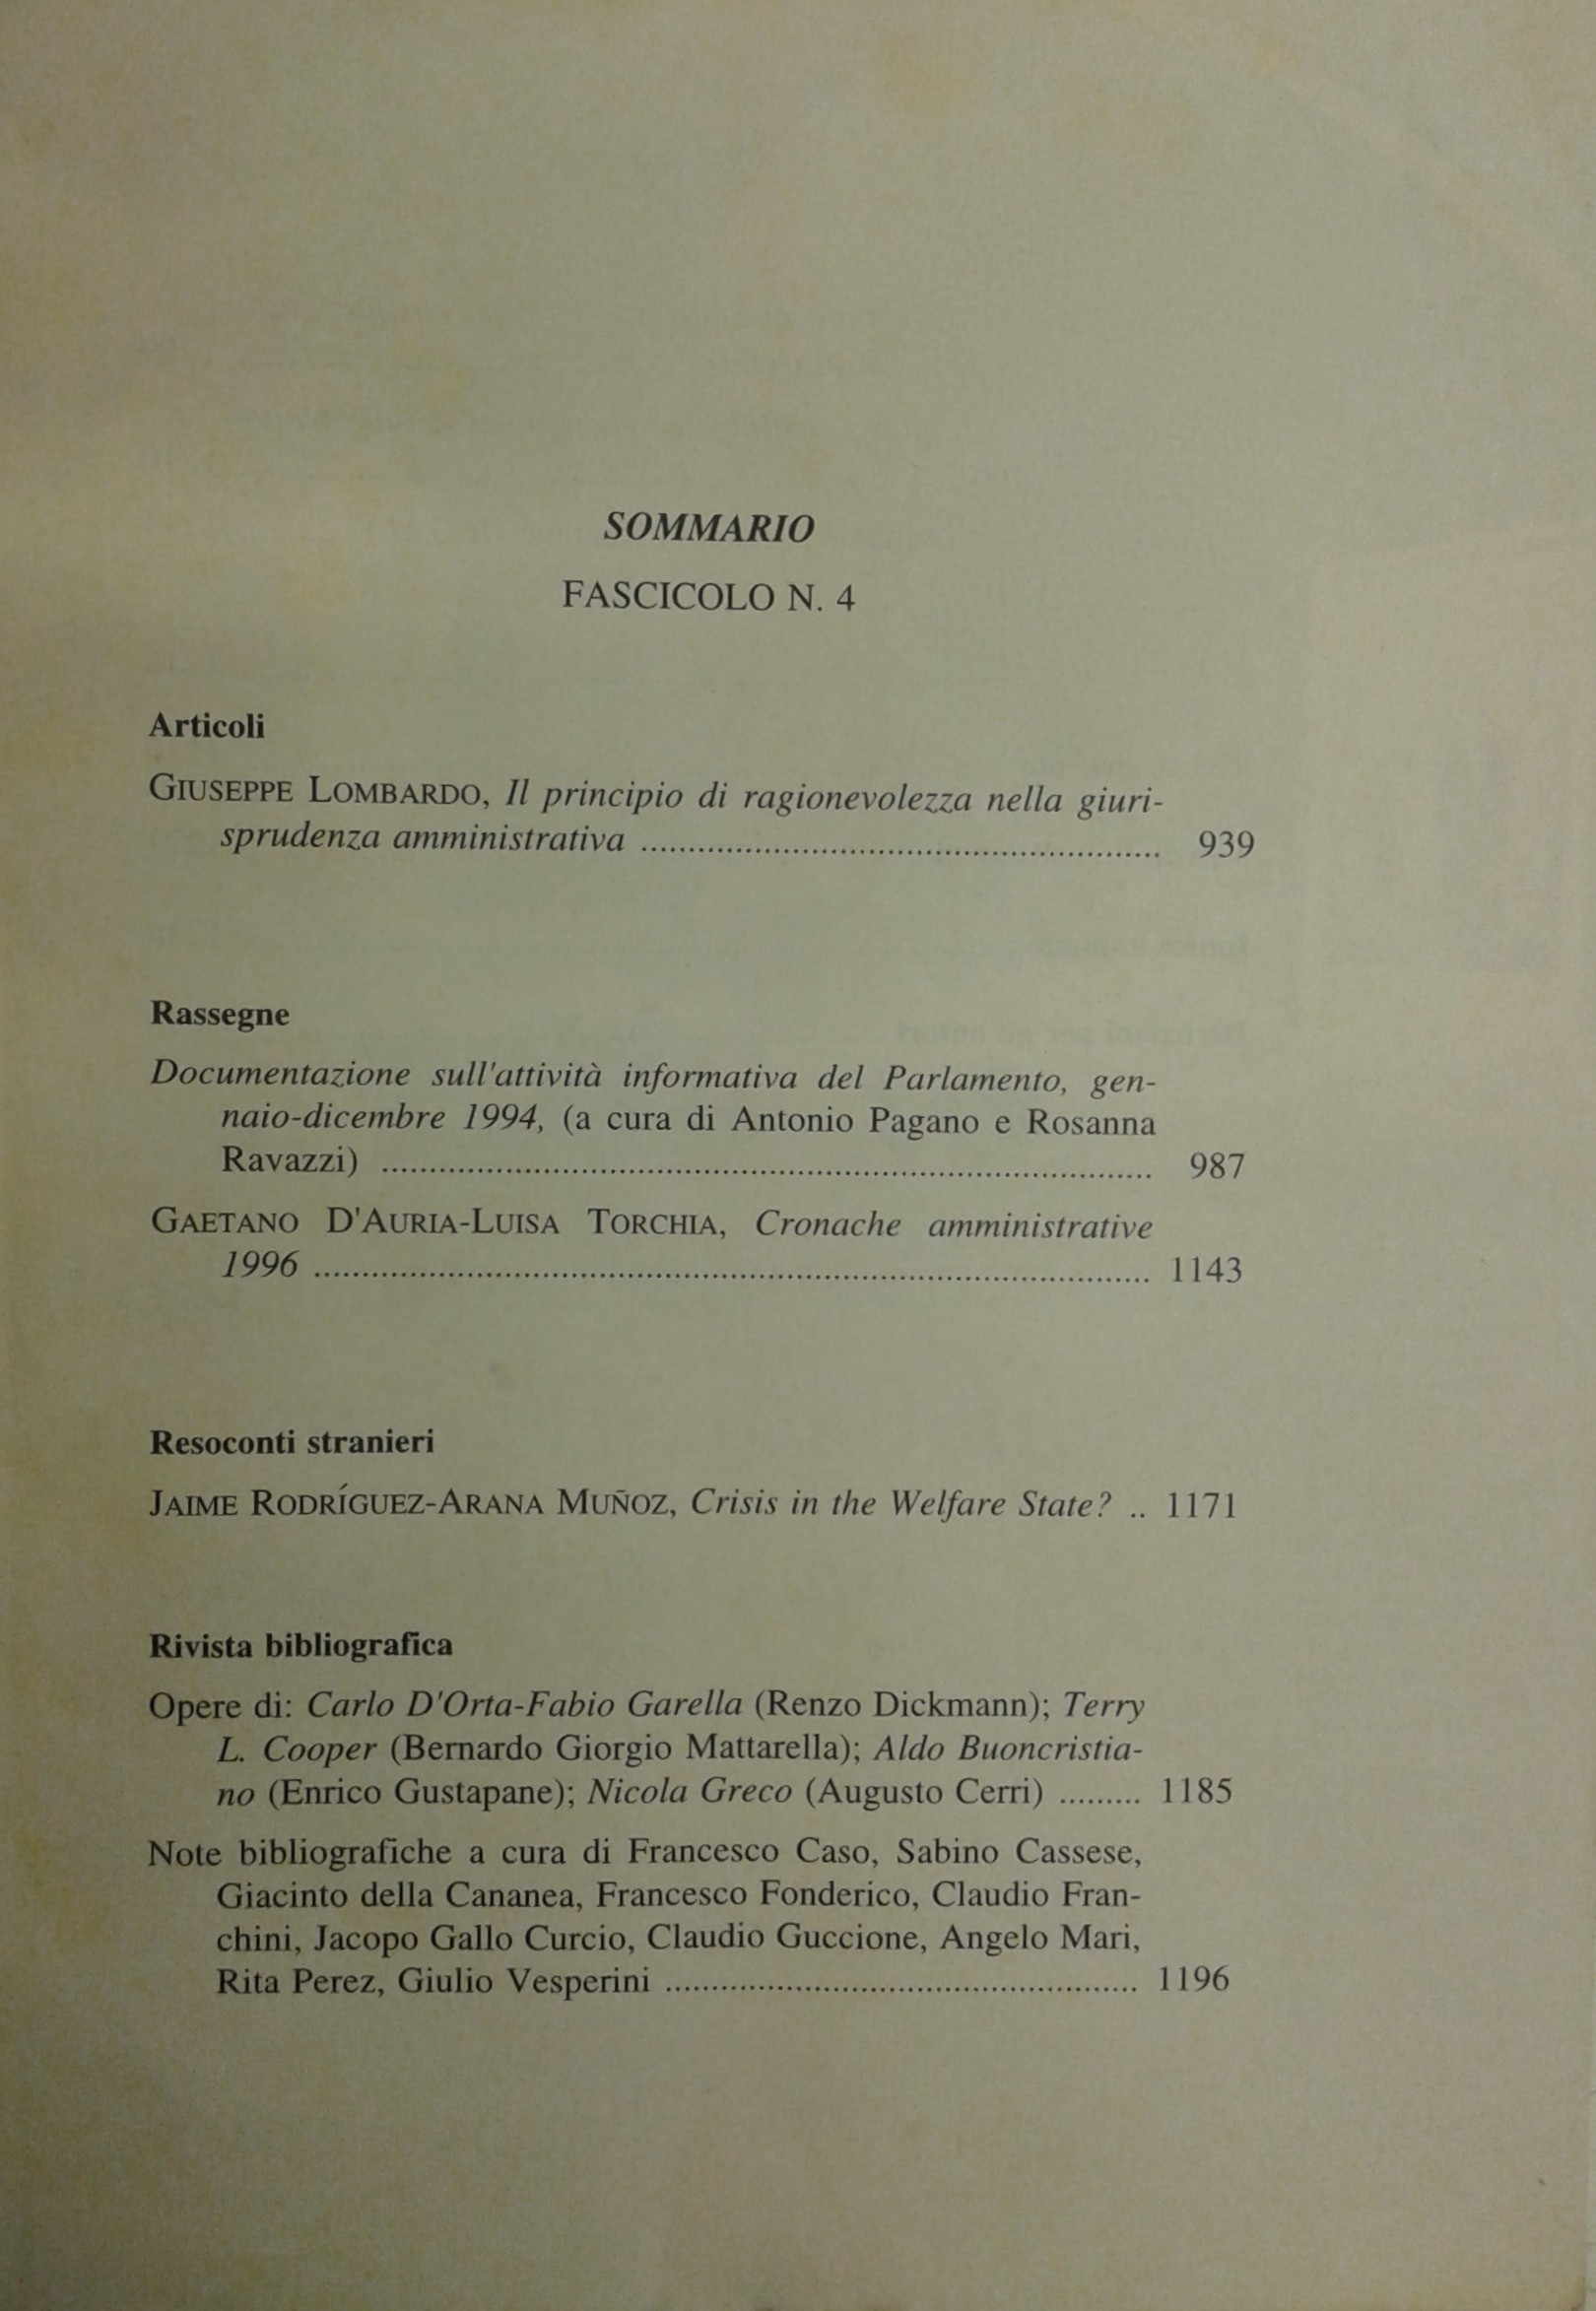 SOMMARIO
FASCICOLO N. 4
Articoli
GIUSEPPE LOMBARDO, Il principio di ragionevolezza nella giuri-
sprudenza amministrativa ........................................................ 939
Rassegne
Documentazione sull'attività informativa del Parlamento, gen-
naio-dicembre 1994, (a cura di Antonio Pagano e Rosanna
Ravazzi) .................................................................................. 987
GAETANO D'AURIA-LUISA TORCHIA, Cronache amministrative
1996 ......................................................................................... 1143
Resoconti stranieri
JAIME RODRÍGUEZ-ARANA MUÑOZ, Crisis in the Welfare State? .. 1171
Rivista bibliografica
Opere di: Carlo D'Orta-Fabio Garella (Renzo Dickmann); Terry
L. Cooper (Bernardo Giorgio Mattarella); Aldo Buoncristia-
no (Enrico Gustapane); Nicola Greco (Augusto Cerri) ......... 1185
Note bibliografiche a cura di Francesco Caso, Sabino Cassese,
Giacinto della Cananea, Francesco Fonderico, Claudio Fran-
chini, Jacopo Gallo Curcio, Claudio Guccione, Angelo Mari,
Rita Perez, Giulio Vesperini .................................................. 1196